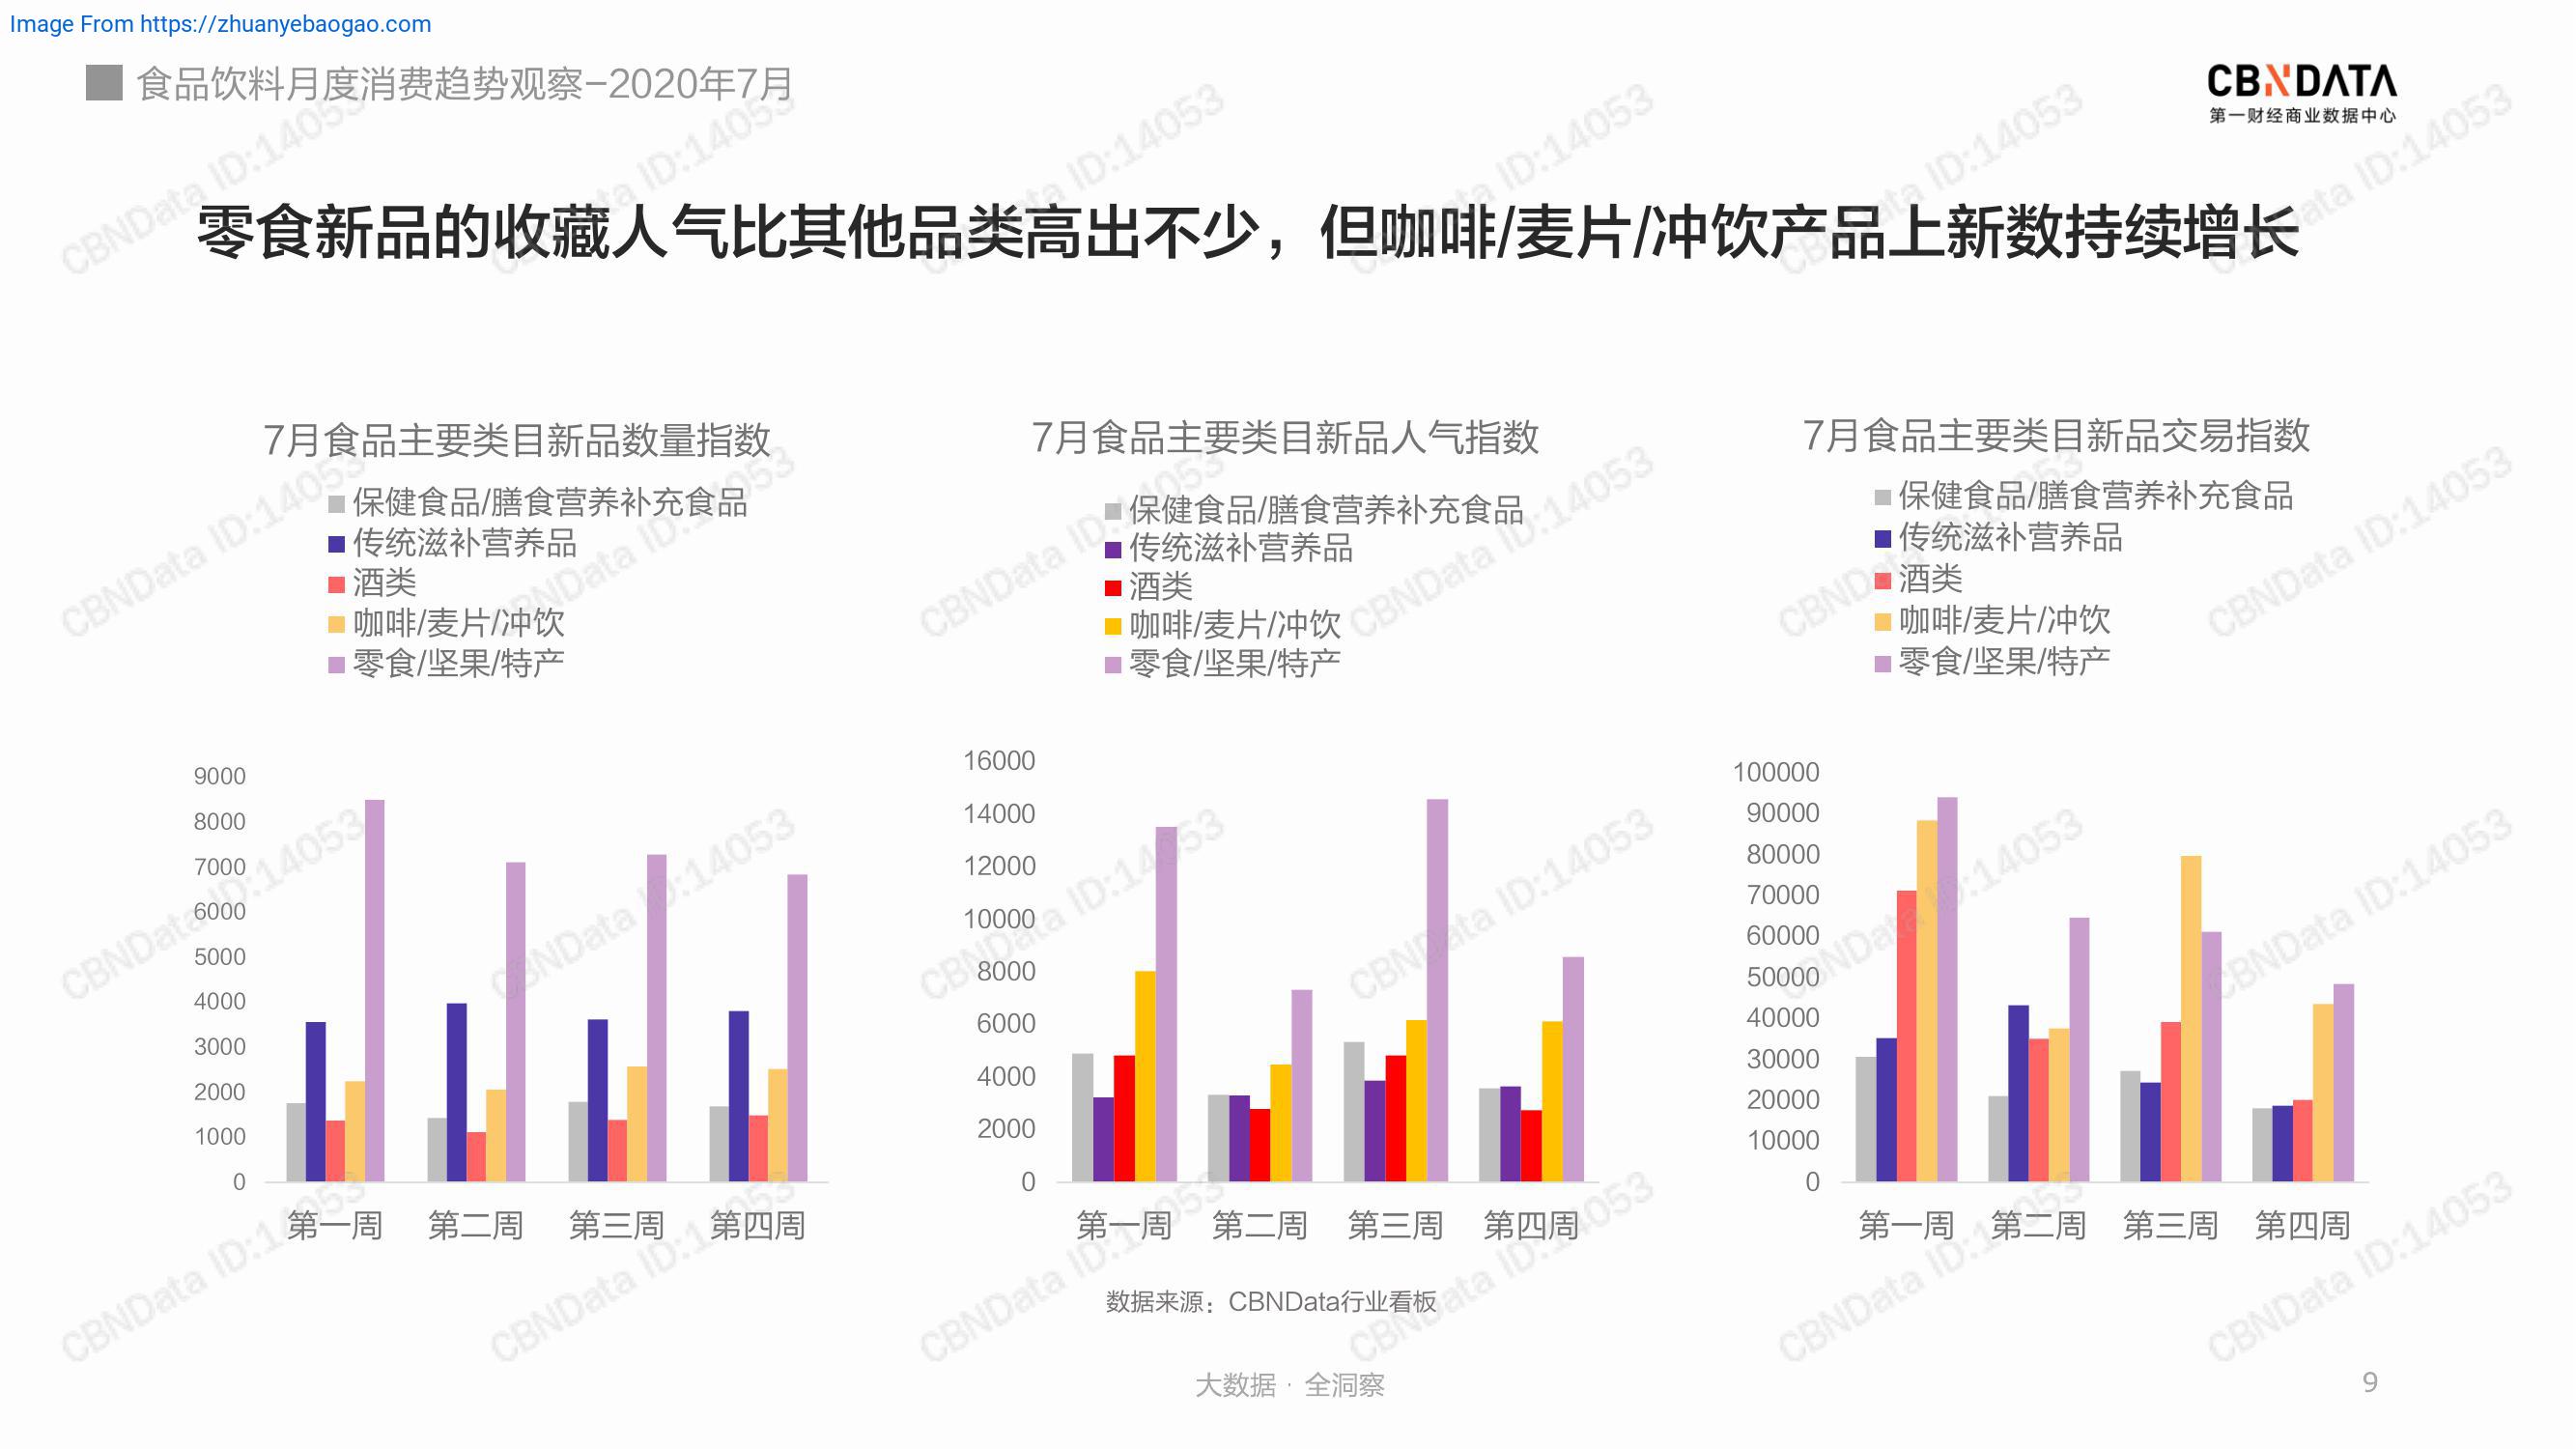 Image From https://zhuanyebaogao.com
食品饮料月度消费趋势观察–2020年7月
CBNDATA
第一财经商业数据中心
零食新品的收藏人气比其他品类高出不少，但咖啡/麦片/冲饮产品上新数持续增长
7月食品主要类目新品数量指数
保健食品/膳食营养补充食品
传统滋补营养品
酒类
咖啡/麦片/冲饮
零食/坚果/特产
9000
8000
7000
6000
5000
4000
3000
2000
1000
0
第一周 第二周 第三周 第四周
7月食品主要类目新品人气指数
保健食品/膳食营养补充食品
传统滋补营养品
酒类
咖啡/麦片/冲饮
零食/坚果/特产
16000
14000
12000
10000
8000
6000
4000
2000
0
第一周 第二周 第三周 第四周
7月食品主要类目新品交易指数
保健食品/膳食营养补充食品
传统滋补营养品
酒类
咖啡/麦片/冲饮
零食/坚果/特产
100000
90000
80000
70000
60000
50000
40000
30000
20000
10000
0
第一周 第二周 第三周 第四周
数据来源：CBNData行业看板
大数据 · 全洞察
9
CBNData ID:14053